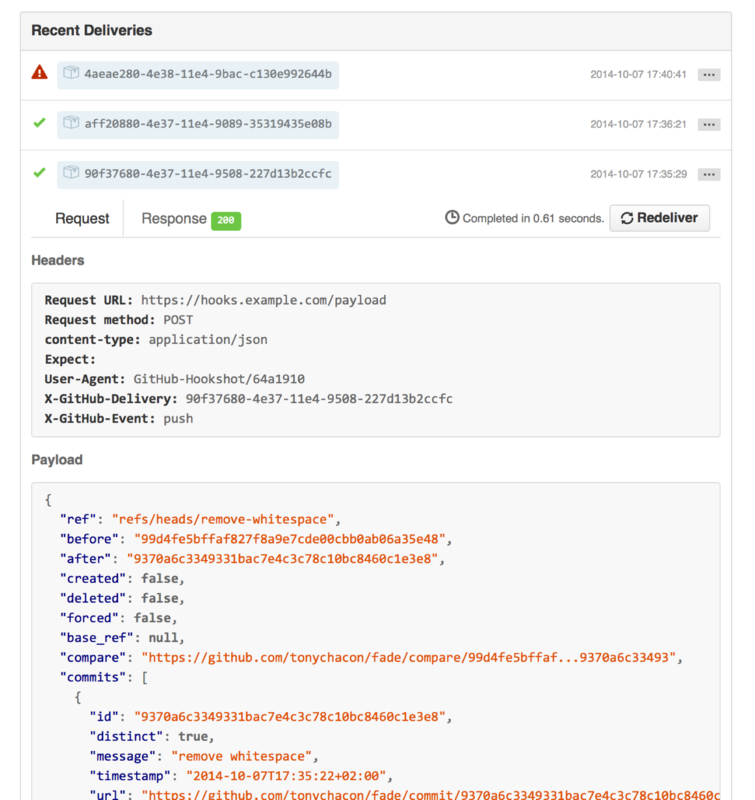 Recent Deliveries
4aeae280-4e38-11e4-9bac-c130e992644b 2014-10-07 17:40:41
aff20880-4e37-11e4-9089-35319435e08b 2014-10-07 17:36:21
90f37680-4e37-11e4-9508-227d13b2ccfc 2014-10-07 17:35:29
Request Response 200 Completed in 0.61 seconds. Redeliver
Headers
Request URL: https://hooks.example.com/payload
Request method: POST
content-type: application/json
Expect:
User-Agent: GitHub-Hookshot/64a1910
X-GitHub-Delivery: 90f37680-4e37-11e4-9508-227d13b2ccfc
X-GitHub-Event: push
Payload
{
"ref": "refs/heads/remove-whitespace",
"before": "99d4fe5bffaf827f8a9e7cde00cbb0ab06a35e48",
"after": "9370a6c3349331bac7e4c3c78c10bc8460c1e3e8",
"created": false,
"deleted": false,
"forced": false,
"base_ref": null,
"compare": "https://github.com/tonychacon/fade/compare/99d4fe5bffaf...9370a6c33493",
"commits": [
{
"id": "9370a6c3349331bac7e4c3c78c10bc8460c1e3e8",
"distinct": true,
"message": "remove whitespace",
"timestamp": "2014-10-07T17:35:22+02:00",
"url": "https://github.com/tonychacon/fade/commit/9370a6c3349331bac7e4c3c78c10bc8460c